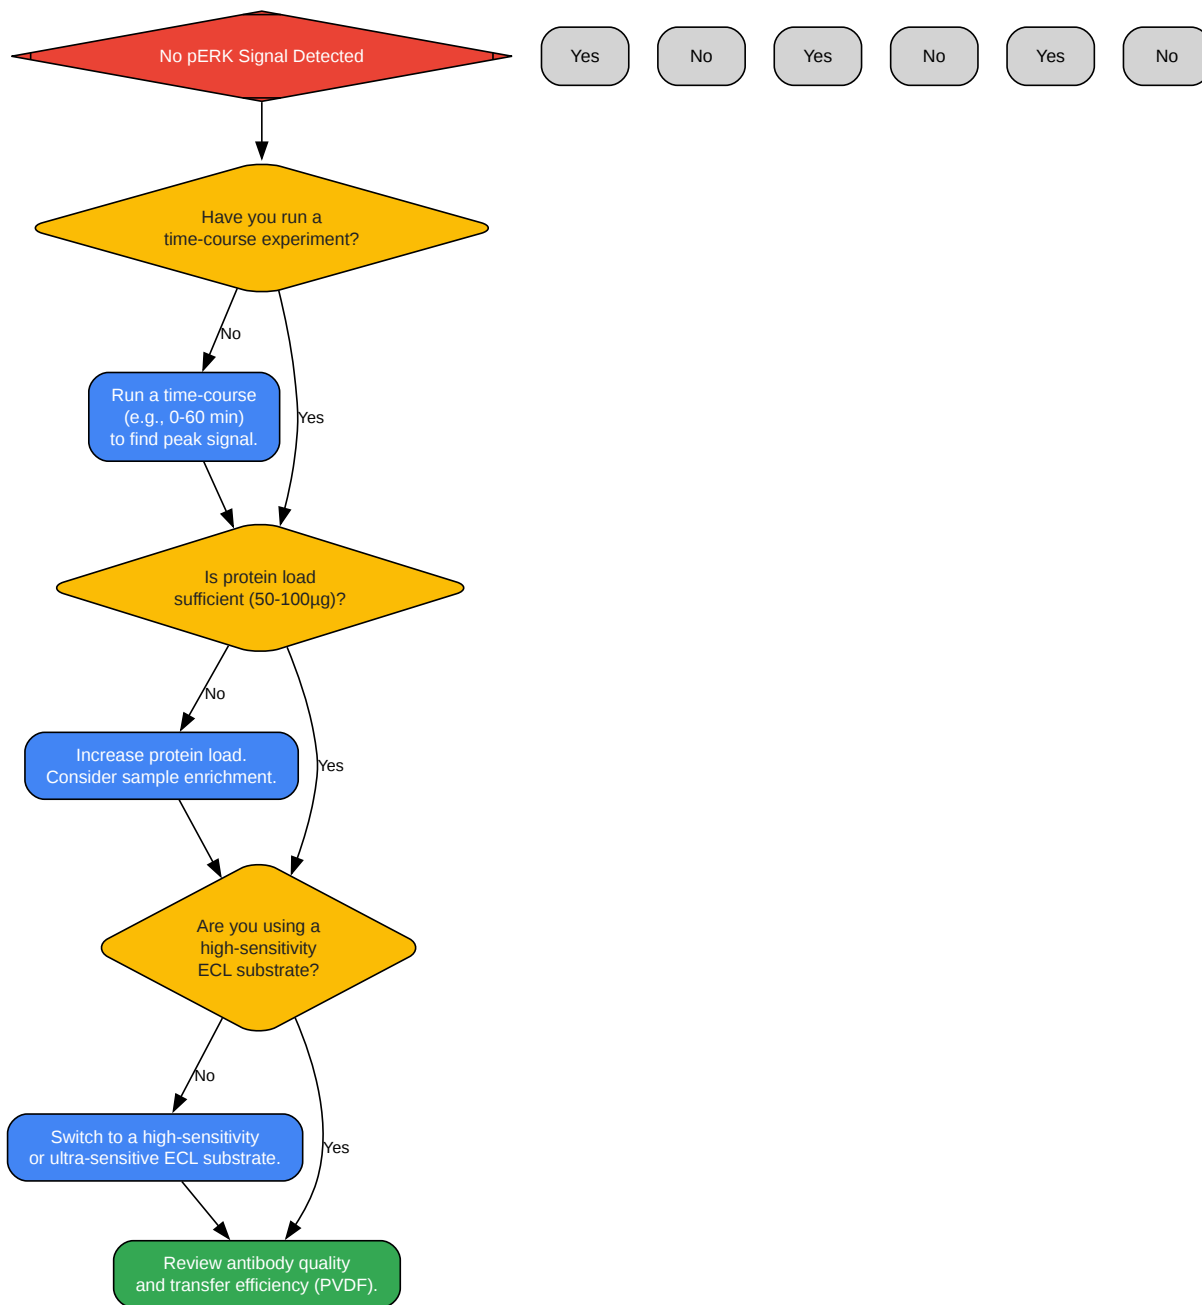 No pERK Signal Detected
Yes
No
Yes
No
Yes
No
Have you run a
time-course experiment?
No
Run a time-course
(e.g., 0-60 min)
to find peak signal.
Yes
Is protein load
sufficient (50-100µg)?
No
Increase protein load.
Consider sample enrichment.
Yes
Are you using a
high-sensitivity
ECL substrate?
No
Switch to a high-sensitivity
or ultra-sensitive ECL substrate.
Yes
Review antibody quality
and transfer efficiency (PVDF).